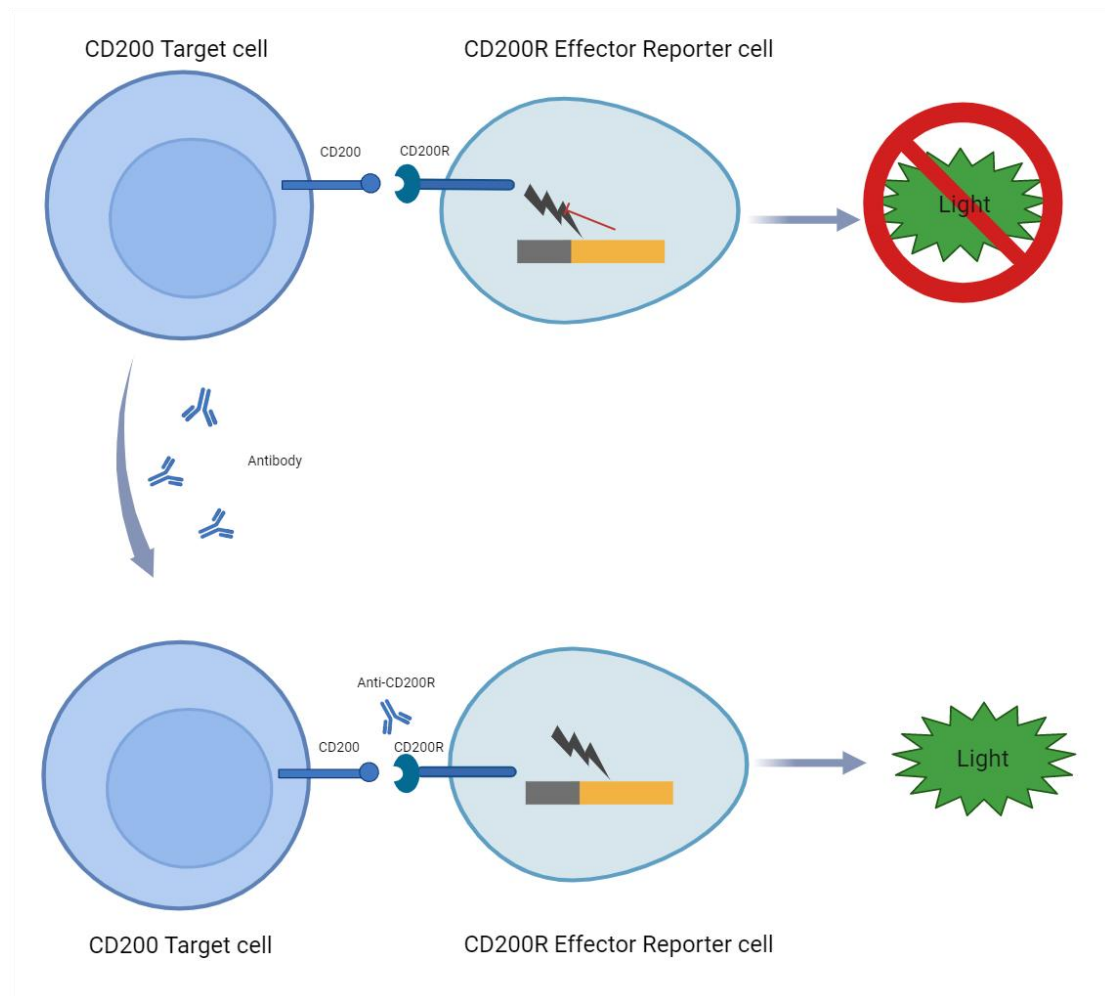 CD200 Target cell
CD200R Effector Reporter cell
CD200
CD200R
Light
Antibody
Anti-CD200R
CD200
CD200R
Light
CD200 Target cell
CD200R Effector Reporter cell